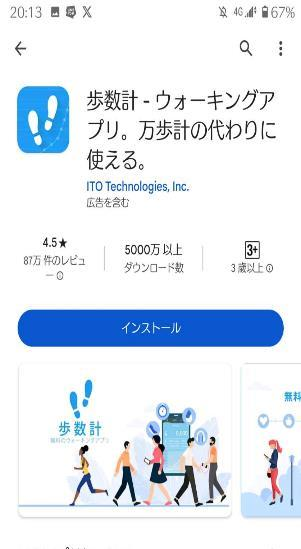 20:13 X 4G 67%
歩数計 - ウォーキングア
プリ。万歩計の代わりに
使える。
ITO Technologies, Inc.
広告を含む
4.5★
87万 件のレビュ
ー
5000万 以上
ダウンロード数
3+
3 歳以上
インストール
歩数計
無料のウォーキングアプリ
無料